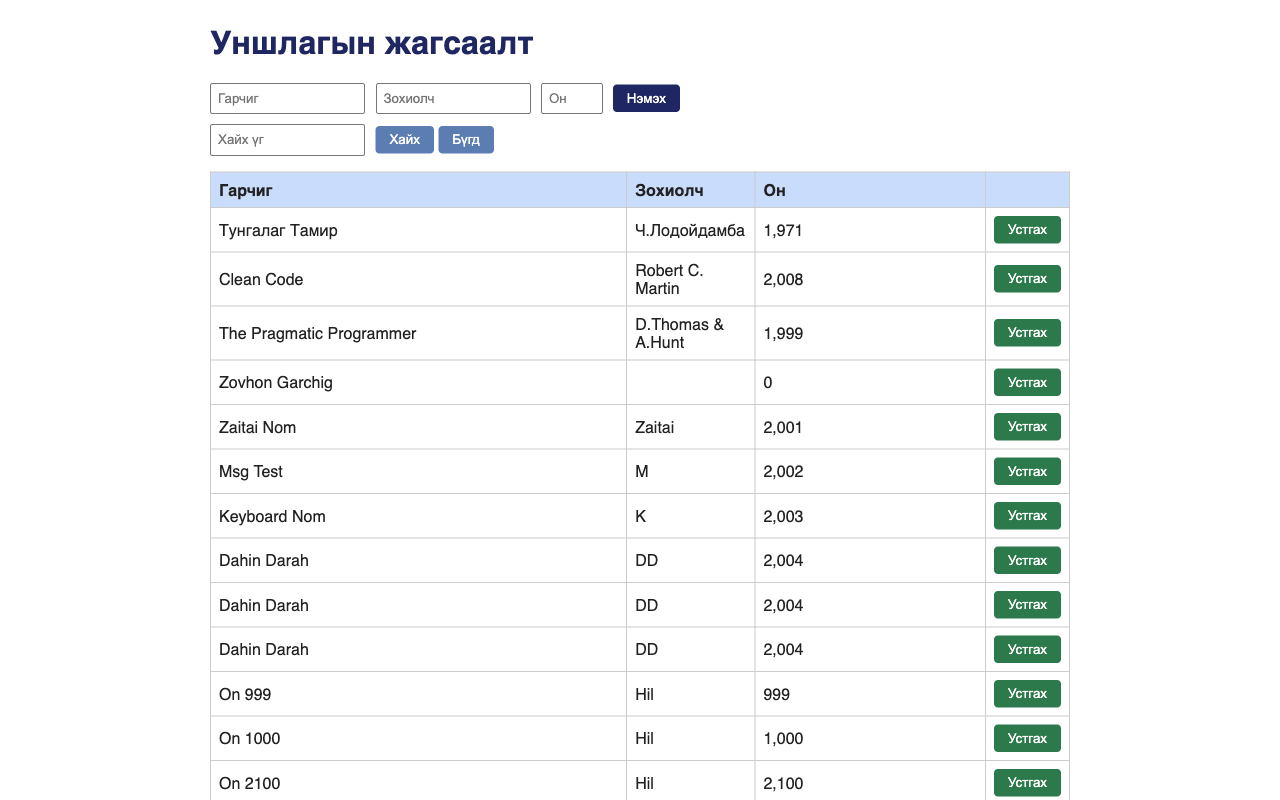 Уншлагын жагсаалт
Гарчиг Зохиолч Он Нэмэх
Хайх үг Хайх Бүгд
Гарчиг Зохиолч Он
Тунгалаг Тамир Ч.Лодойдамба 1,971 Устгах
Clean Code Robert C. Martin 2,008 Устгах
The Pragmatic Programmer D.Thomas & A.Hunt 1,999 Устгах
Zovhon Garchig 0 Устгах
Zaitai Nom Zaitai 2,001 Устгах
Msg Test M 2,002 Устгах
Keyboard Nom K 2,003 Устгах
Dahin Darah DD 2,004 Устгах
Dahin Darah DD 2,004 Устгах
Dahin Darah DD 2,004 Устгах
On 999 Hil 999 Устгах
On 1000 Hil 1,000 Устгах
On 2100 Hil 2,100 Устгах